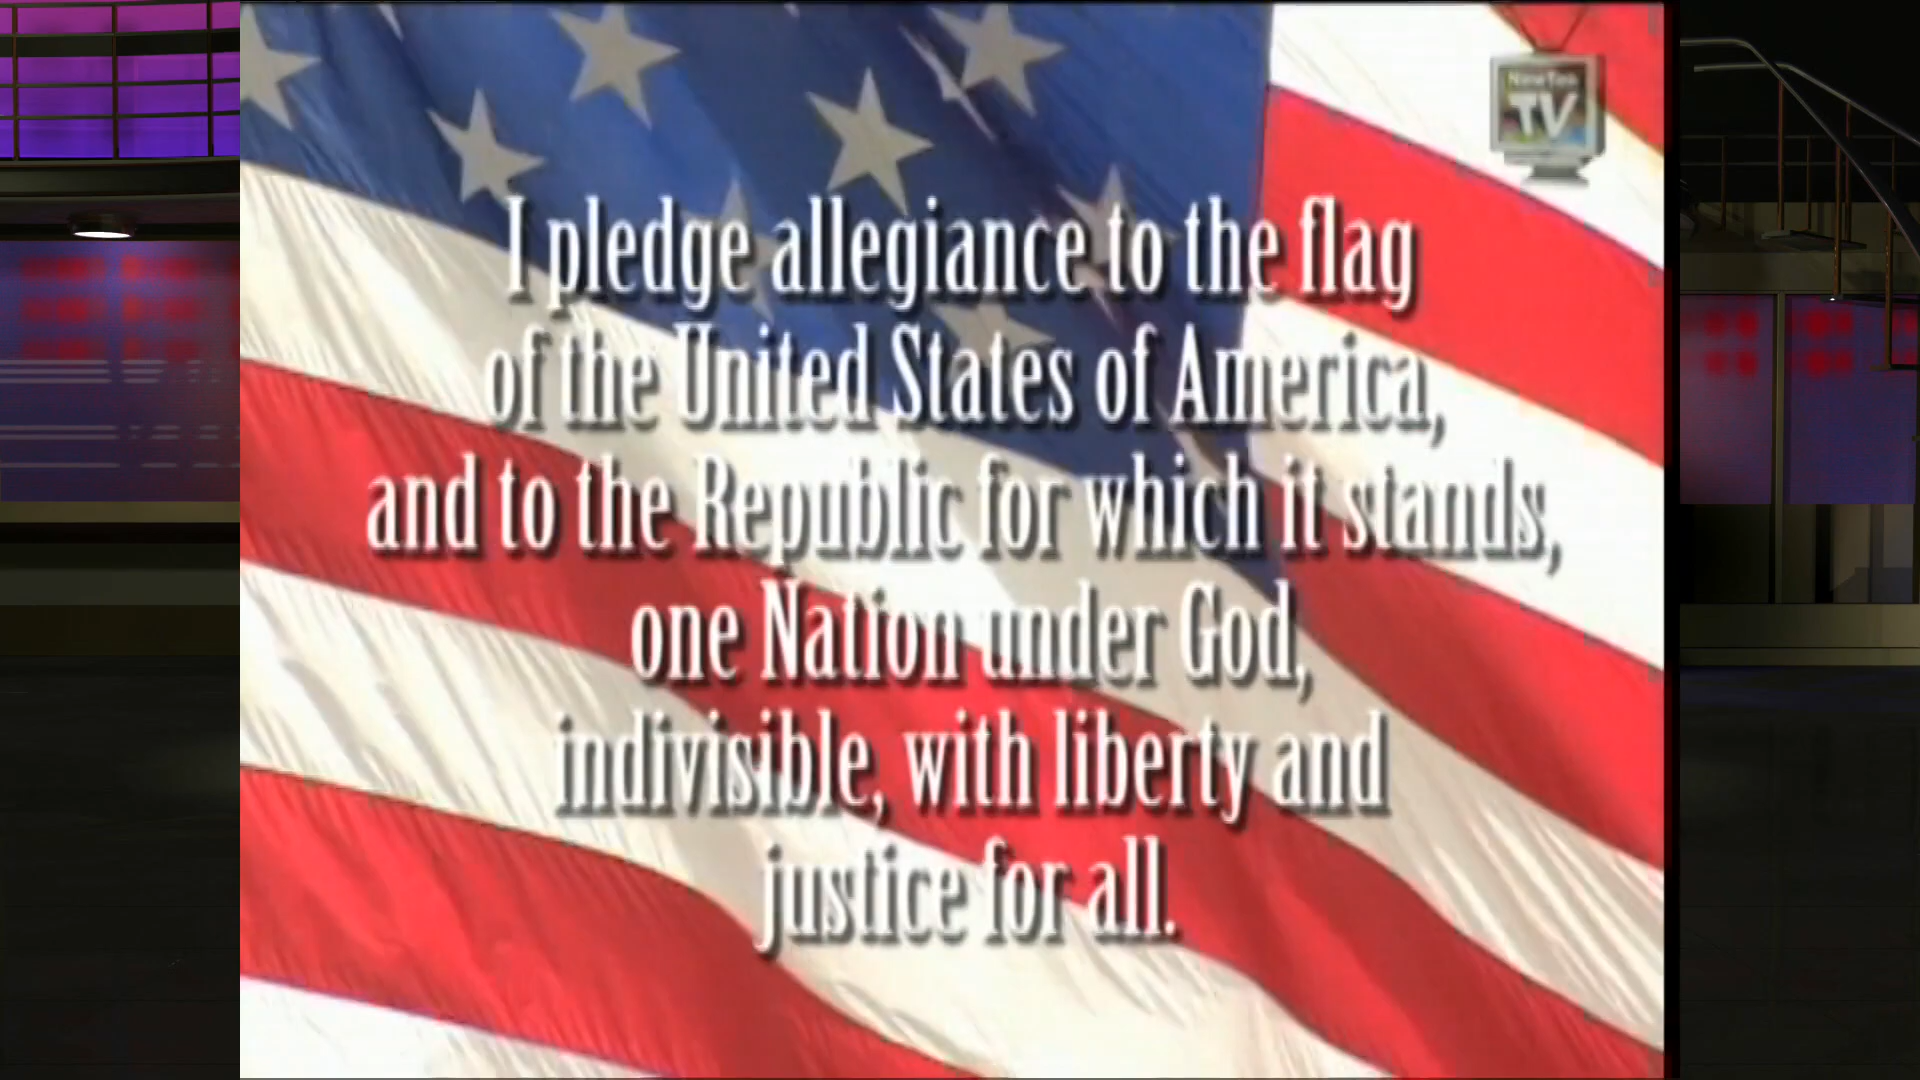 TV
I pledge allegiance to the flag
of the United States of America,
and to the Republic for which it stands,
one Nation under God,
indivisible, with liberty and
justice for all.